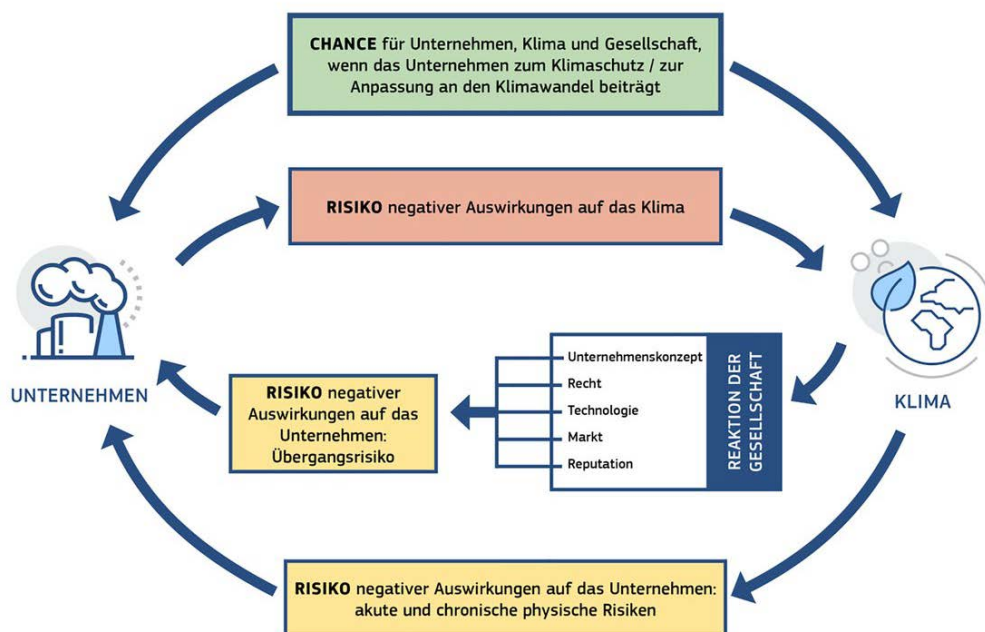 CHANCE für Unternehmen, Klima und Gesellschaft,
wenn das Unternehmen zum Klimaschutz / zur
Anpassung an den Klimawandel beiträgt
RISIKO negativer Auswirkungen auf das Klima
UNTERNEHMEN
KLIMA
RISIKO negativer
Auswirkungen auf das
Unternehmen:
Übergangsrisiko
Unternehmenskonzept
Recht
Technologie
Markt
Reputation
REAKTION DER
GESELLSCHAFT
RISIKO negativer Auswirkungen auf das Unternehmen:
akute und chronische physische Risiken